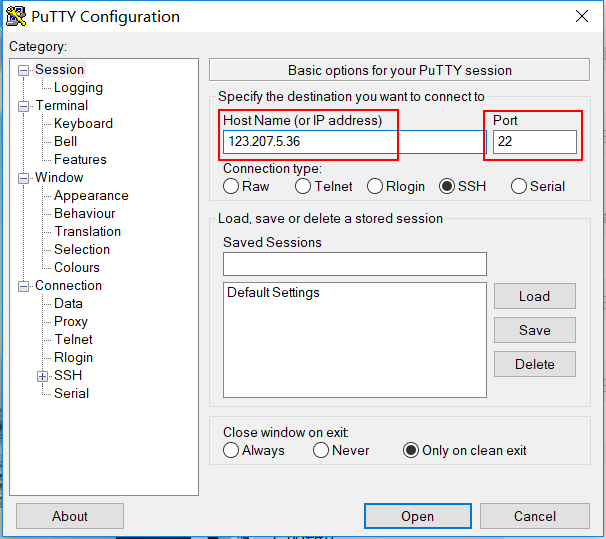 PuTTY Configuration
Category:
Session
Logging
Terminal
Keyboard
Bell
Features
Window
Appearance
Behaviour
Translation
Selection
Colours
Connection
Data
Proxy
Telnet
Rlogin
SSH
Serial
Basic options for your PuTTY session
Specify the destination you want to connect to
Host Name (or IP address) Port
123.207.5.36 22
Connection type:
Raw Telnet Rlogin SSH Serial
Load, save or delete a stored session
Saved Sessions
Default Settings
Load
Save
Delete
Close window on exit:
Always Never Only on clean exit
About Open Cancel